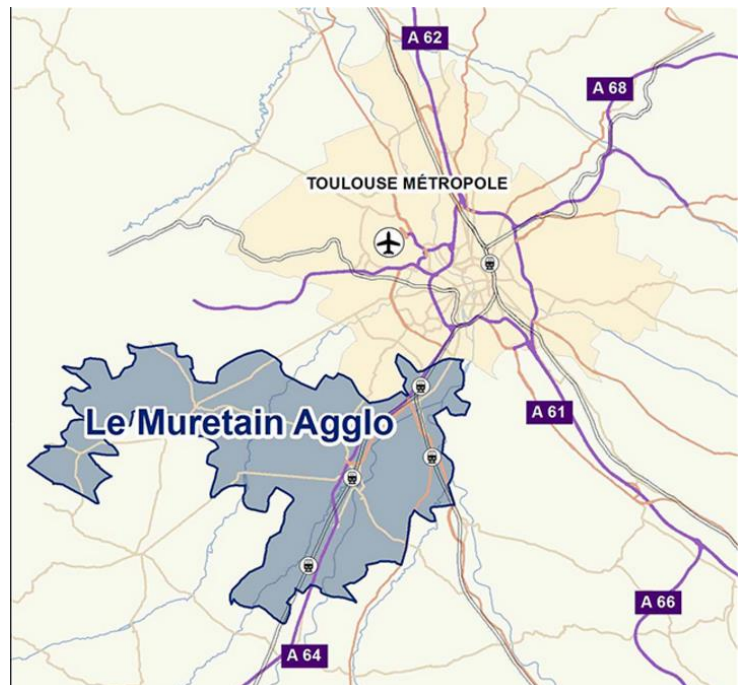 A 62
A 68
TOULOUSE MÉTROPOLE
Le Muretain Agglo
A 61
A 66
A 64